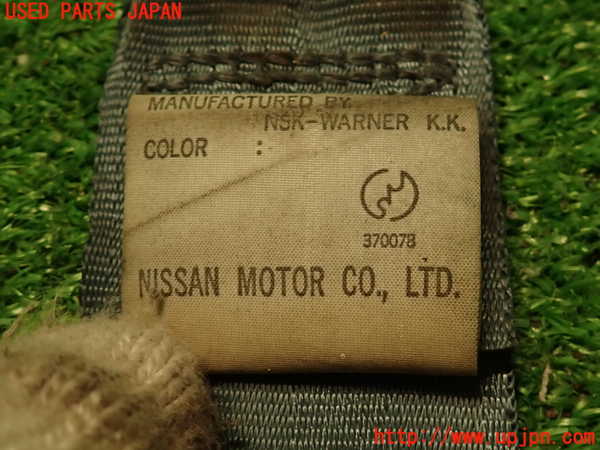 USED PARTS JAPAN
MANUFACTURED BY
NSK-WARNER K.K.
COLOR :
370078
NISSAN MOTOR CO., LTD.
http://www.upjpn.com/